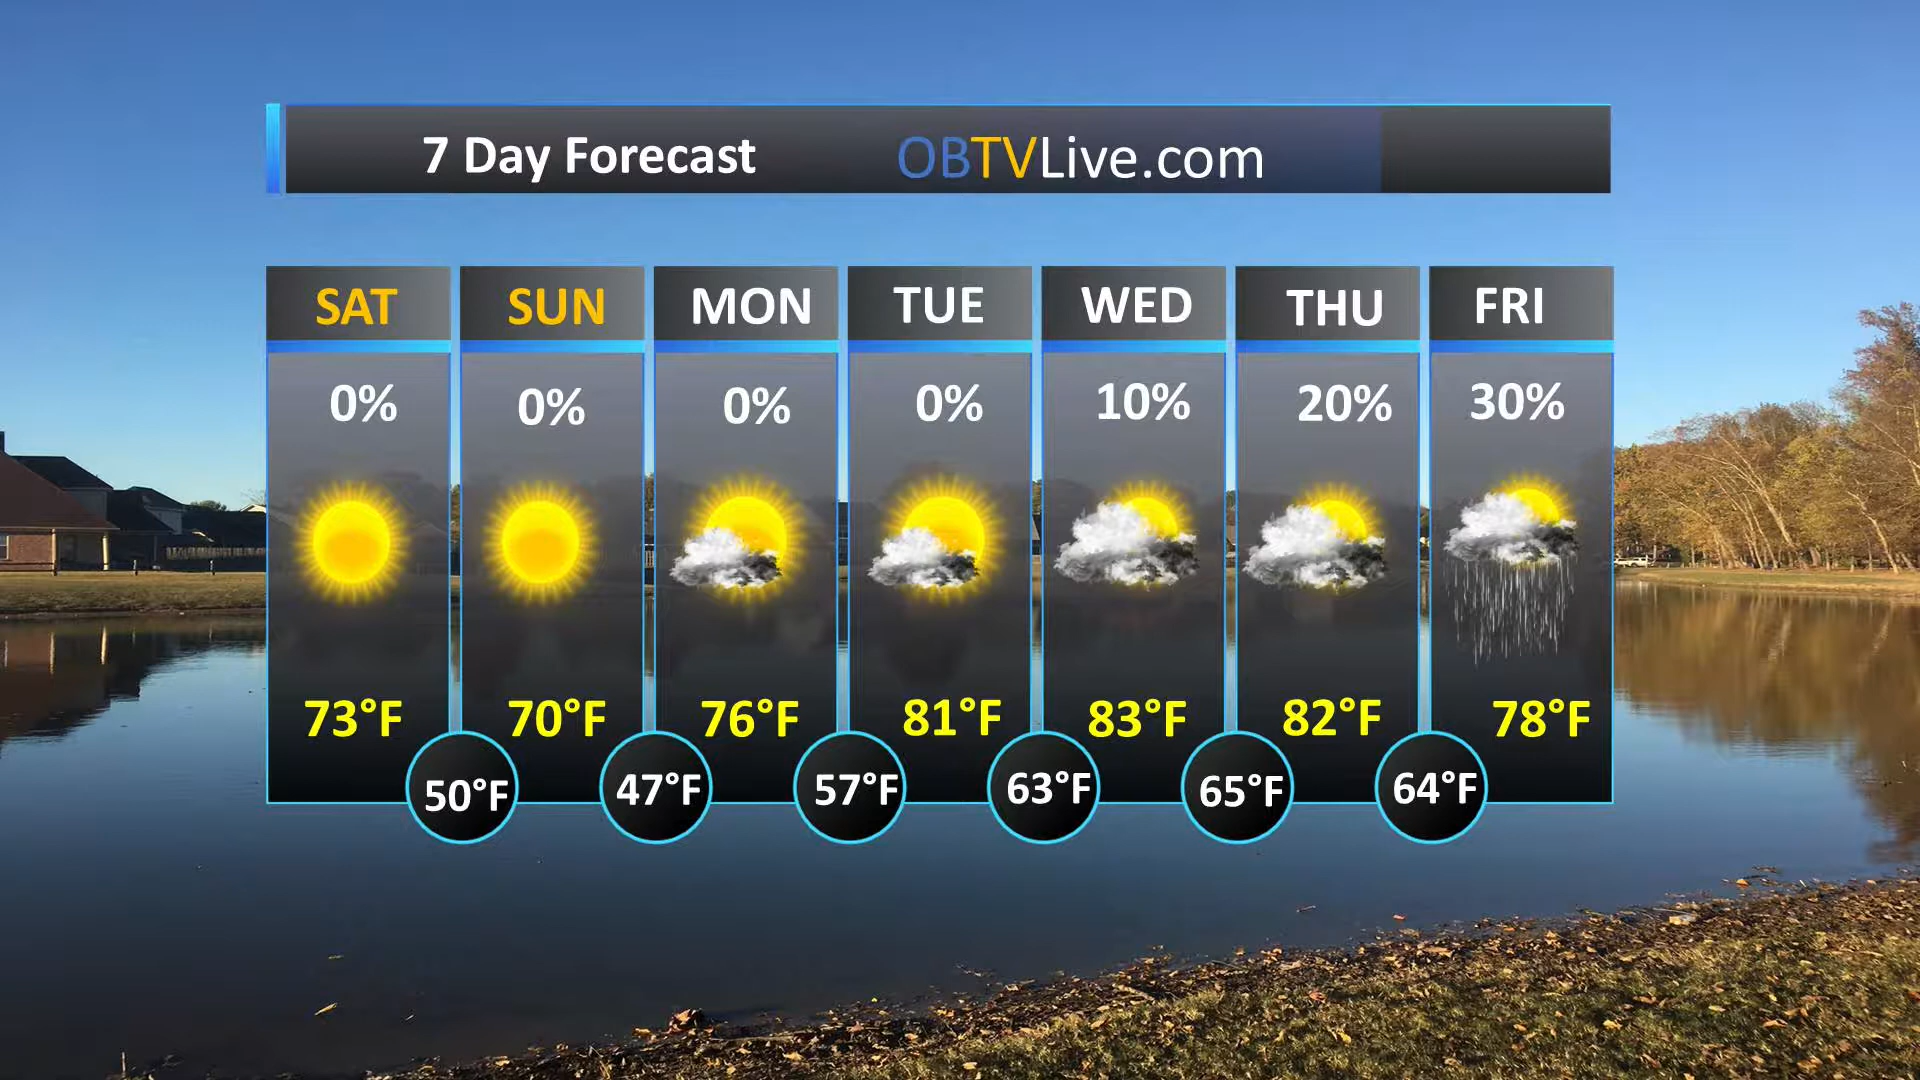 7 Day Forecast OBTVLive.com
SAT SUN MON TUE WED THU FRI
0% 0% 0% 0% 10% 20% 30%
73°F 70°F 76°F 81°F 83°F 82°F 78°F
50°F 47°F 57°F 63°F 65°F 64°F